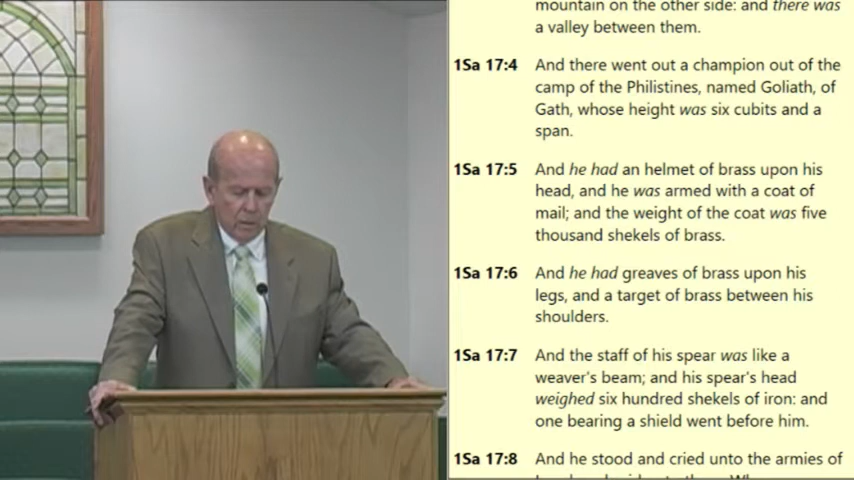 mountain on the other side: and there was
a valley between them.
1Sa 17:4 And there went out a champion out of the
camp of the Philistines, named Goliath, of
Gath, whose height was six cubits and a
span.
1Sa 17:5 And he had an helmet of brass upon his
head, and he was armed with a coat of
mail; and the weight of the coat was five
thousand shekels of brass.
1Sa 17:6 And he had greaves of brass upon his
legs, and a target of brass between his
shoulders.
1Sa 17:7 And the staff of his spear was like a
weaver's beam; and his spear's head
weighed six hundred shekels of iron: and
one bearing a shield went before him.
1Sa 17:8 And he stood and cried unto the armies of